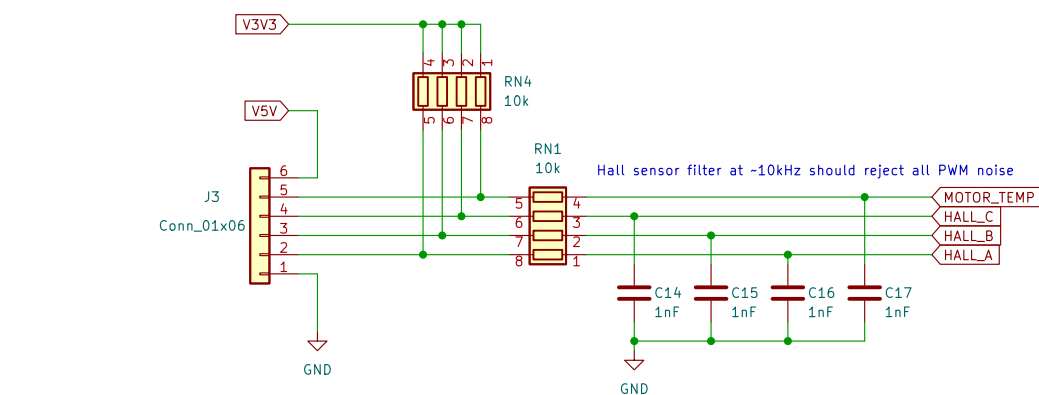 V3V3
4 3 2 1
RN4
10k
V5V
5 6 7 8
RN1
10k
Hall sensor filter at ~10kHz should reject all PWM noise
J3
Conn_01x06
6
5
4
3
2
1
5 4
6 3
7 2
8 1
MOTOR_TEMP
HALL_C
HALL_B
HALL_A
C14
1nF
C15
1nF
C16
1nF
C17
1nF
GND
GND